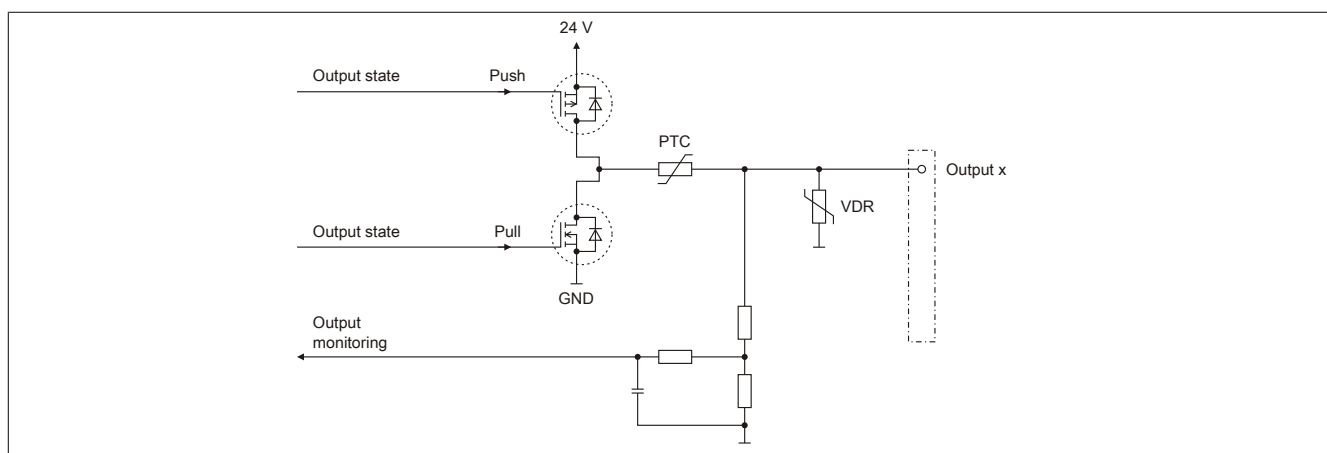 24 V
Output state
Push
PTC
Output x
VDR
Output state
Pull
GND
Output
monitoring